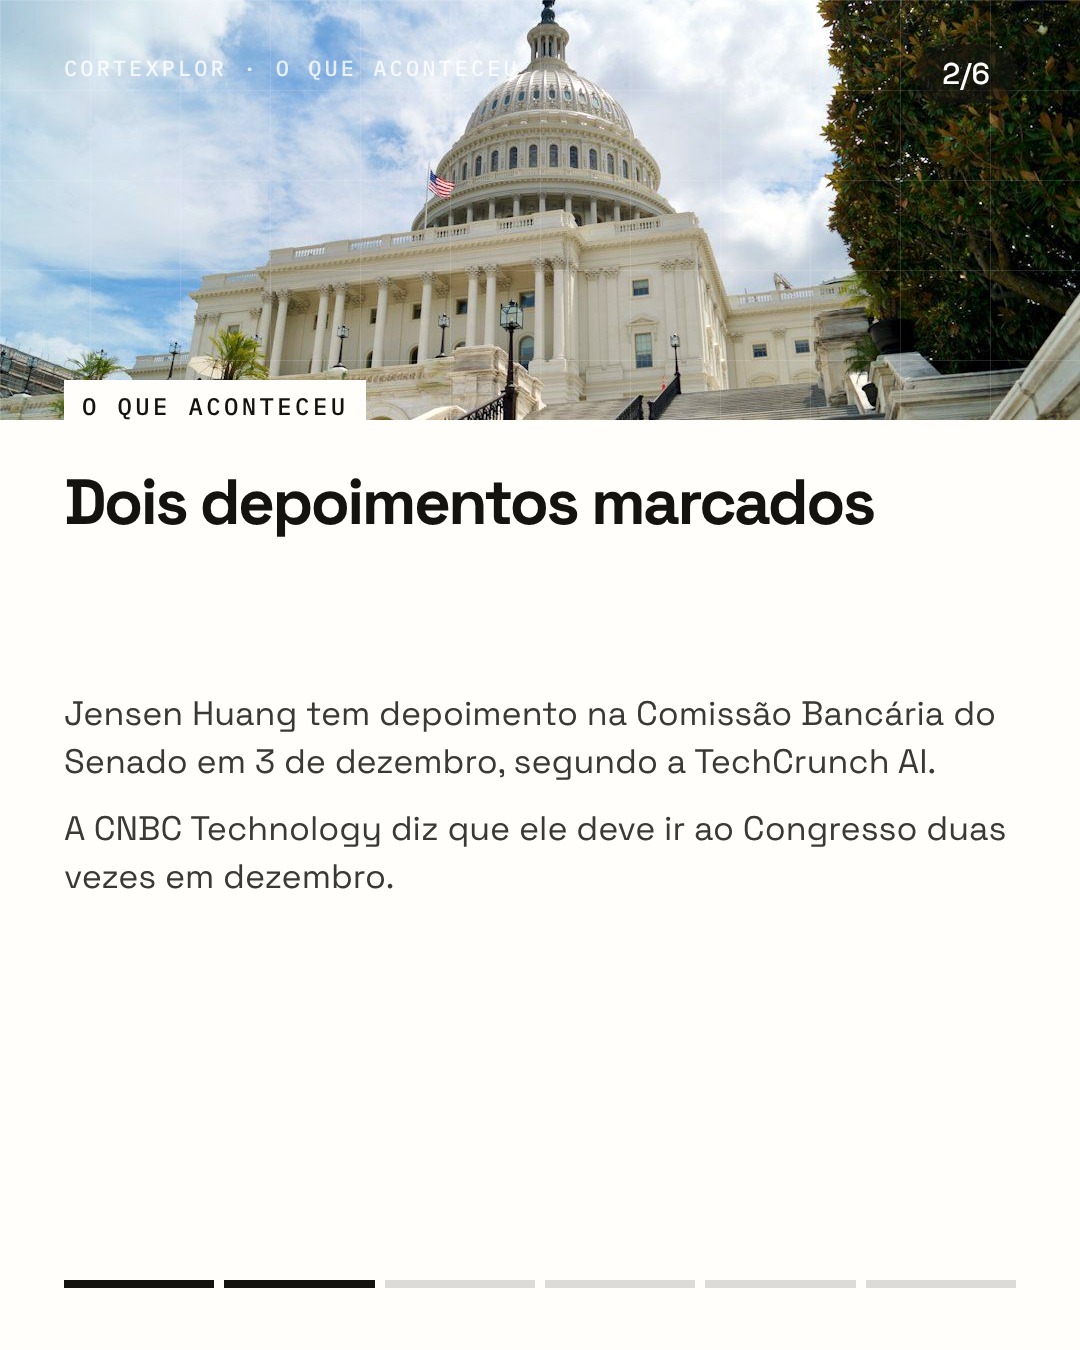 CORTEXPLOR · O QUE ACONTECEU
2/6
O QUE ACONTECEU
Dois depoimentos marcados
Jensen Huang tem depoimento na Comissão Bancária do
Senado em 3 de dezembro, segundo a TechCrunch AI.
A CNBC Technology diz que ele deve ir ao Congresso duas
vezes em dezembro.